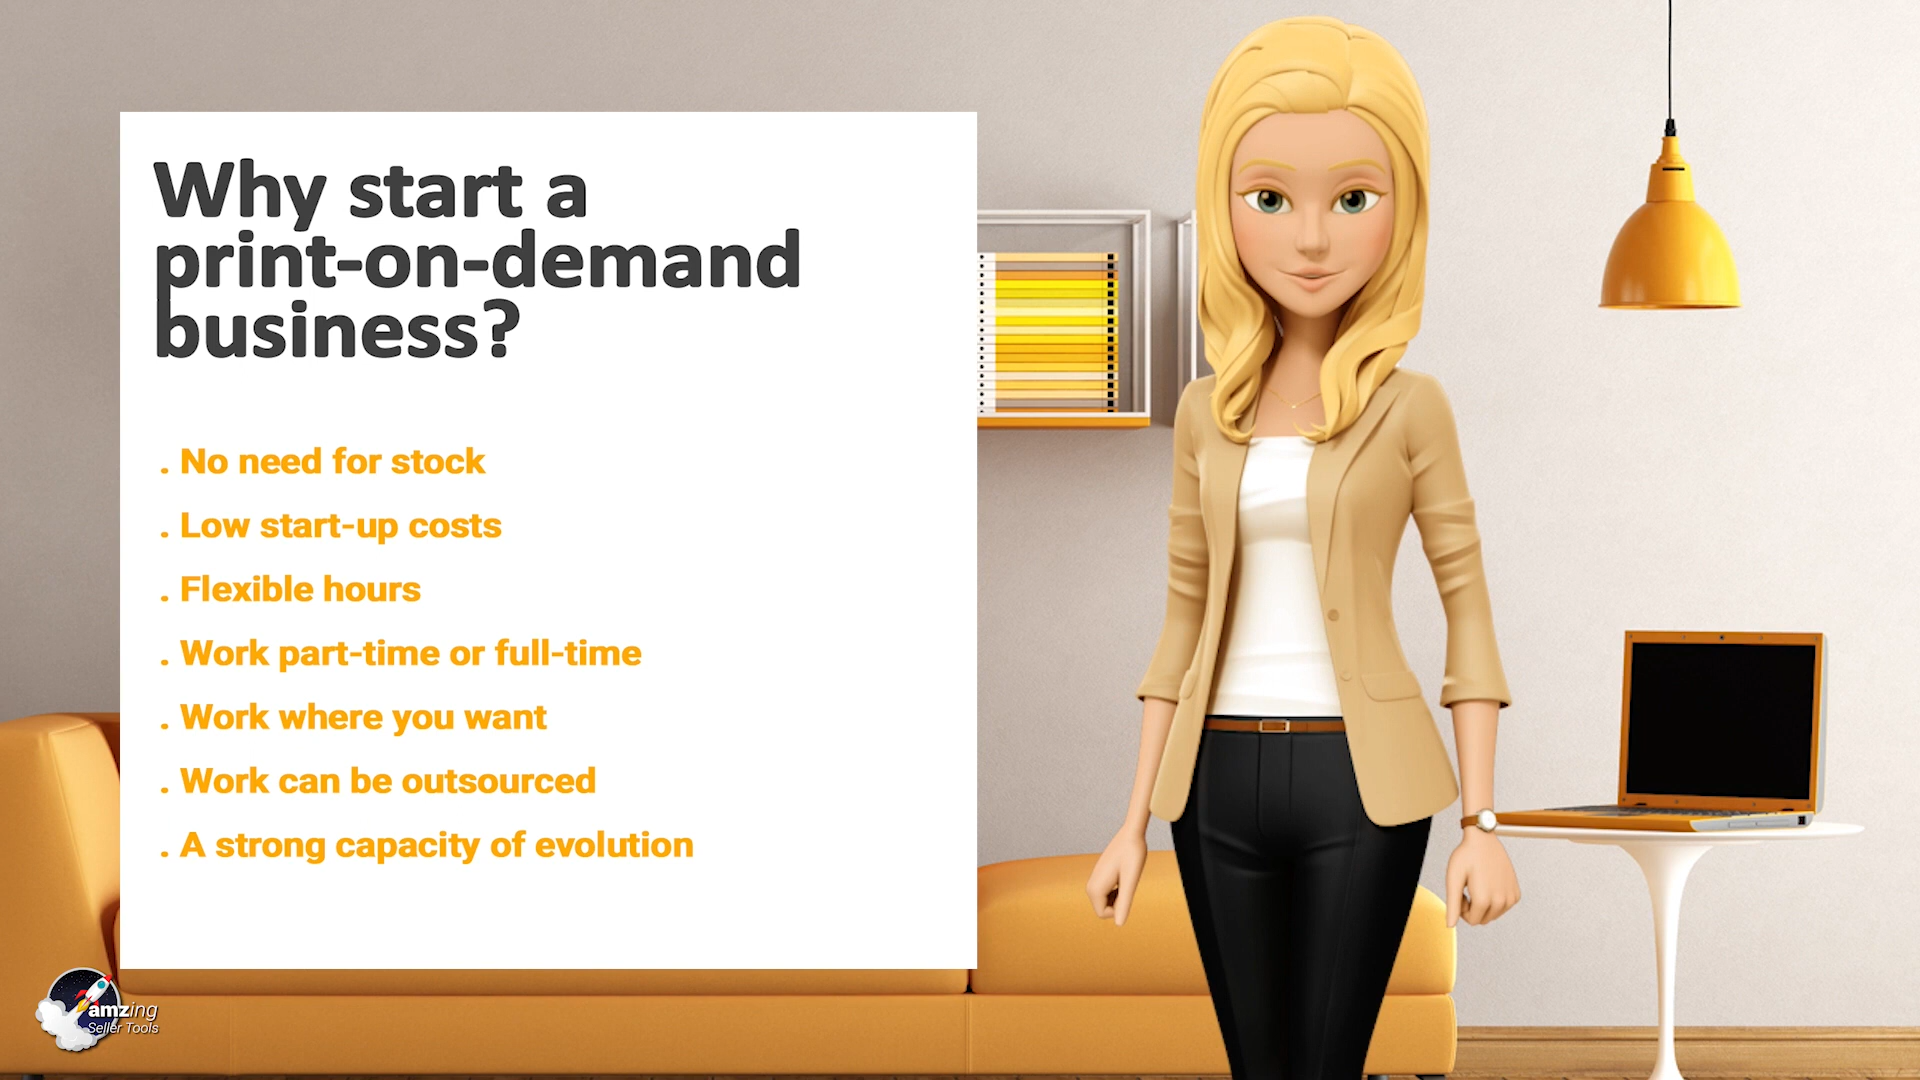 Why start a
print-on-demand
business?
. No need for stock
. Low start-up costs
. Flexible hours
. Work part-time or full-time
. Work where you want
. Work can be outsourced
. A strong capacity of evolution
amzing
Seller Tools